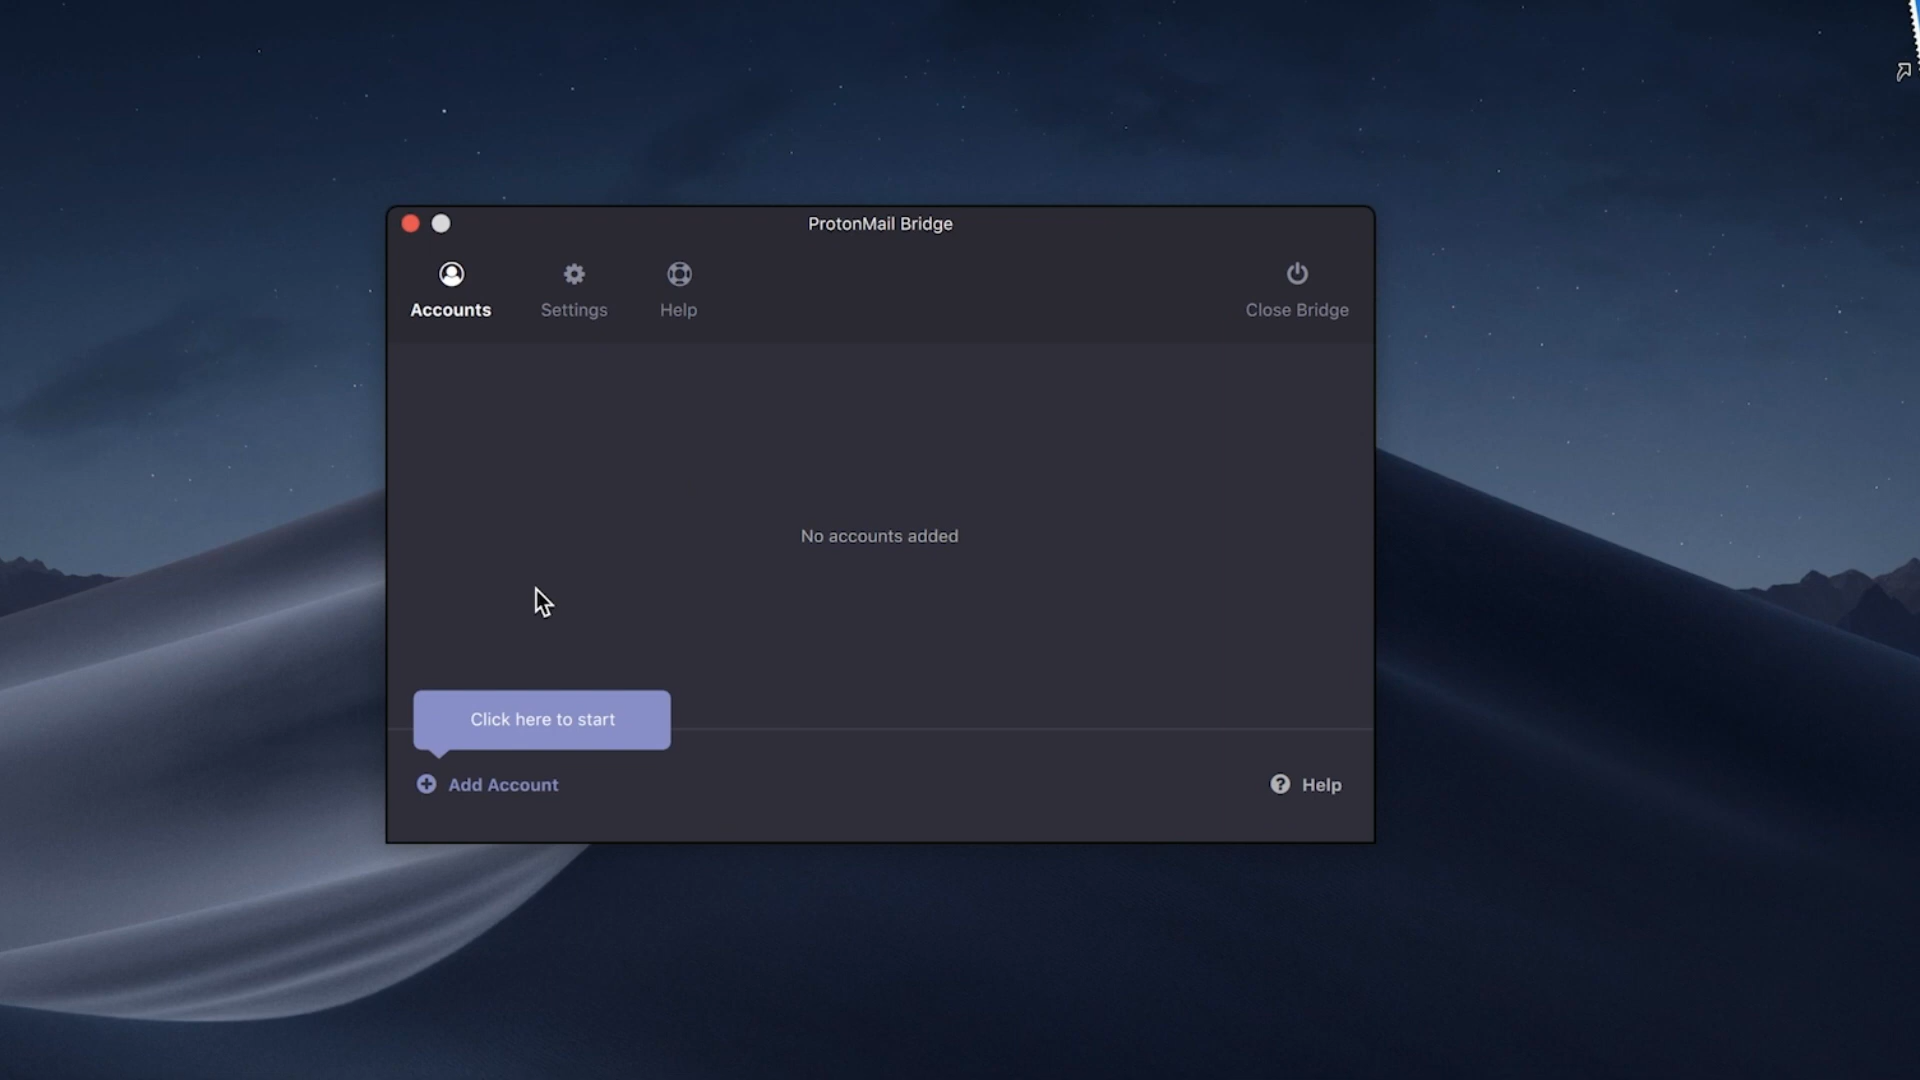 ProtonMail Bridge
Accounts
Settings
Help
Close Bridge
No accounts added
Click here to start
Add Account
Help